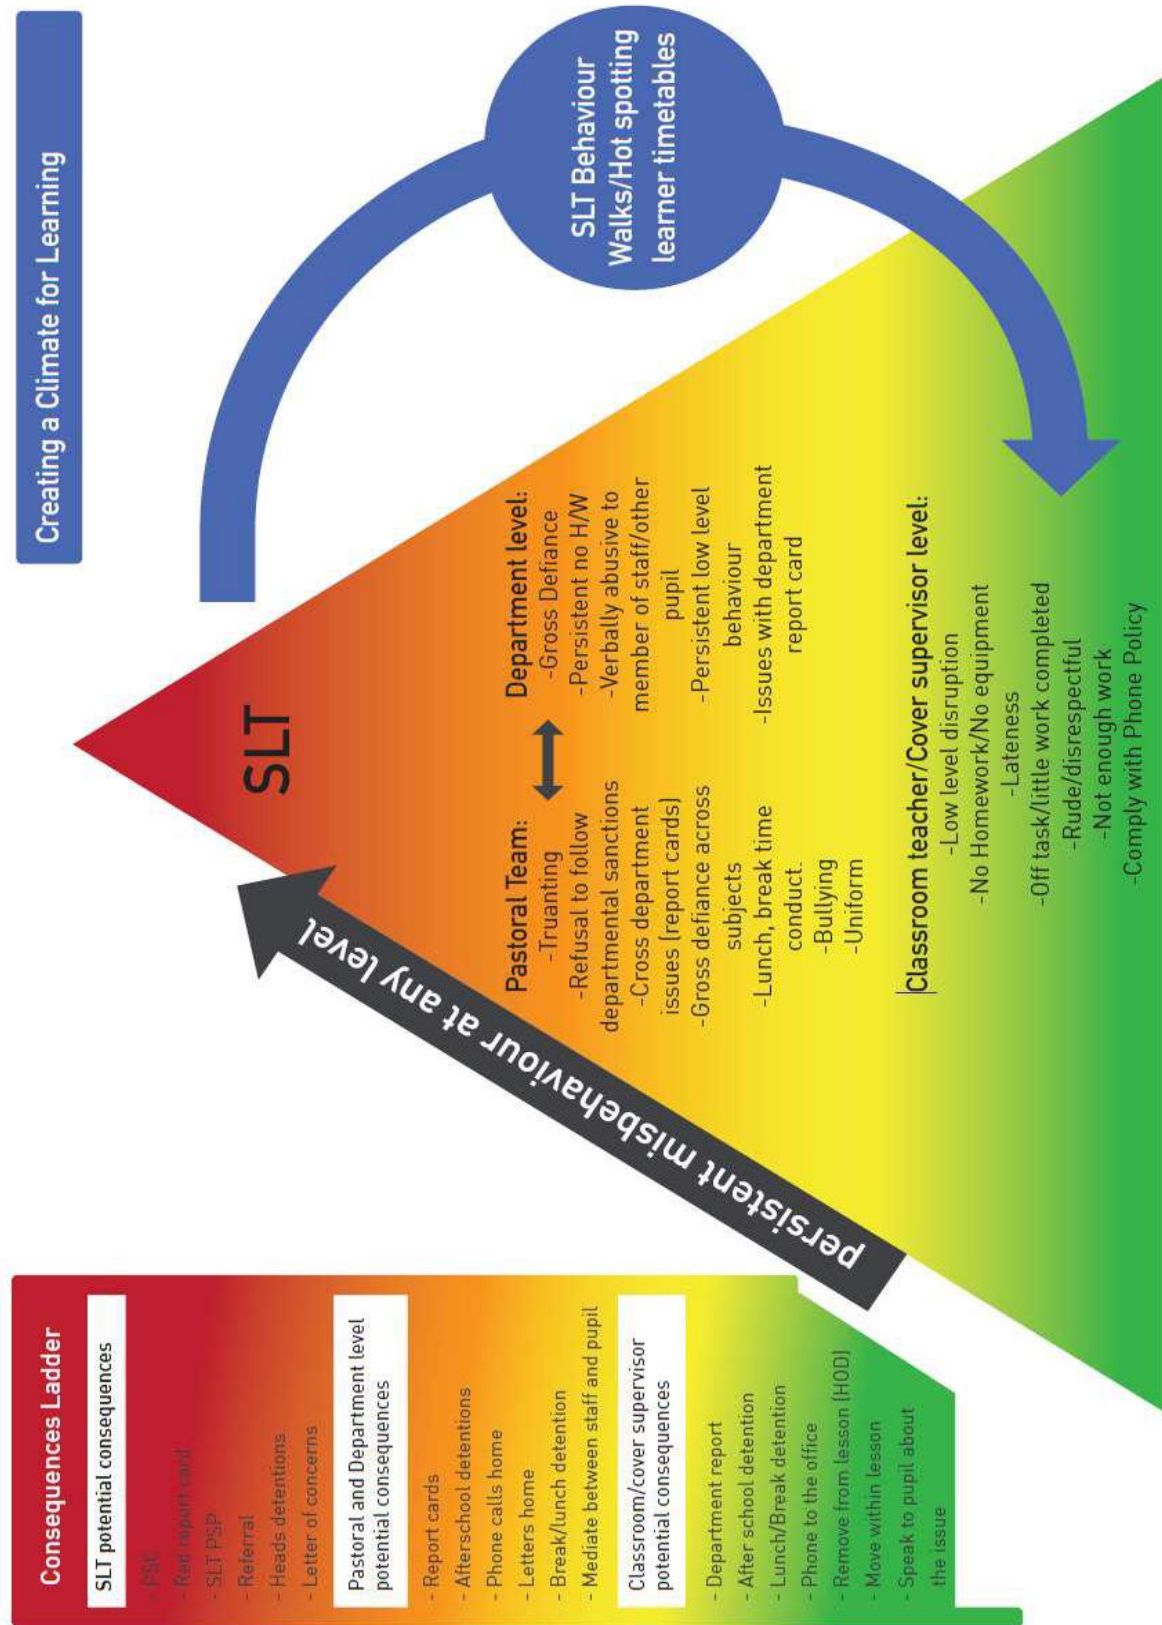 Creating a Climate for Learning
Consequences Ladder
SLT potential consequences
- PSC
- Red report card
- SLT PSP
- Referral
- Heads detentions
- Letter of concerns
Pastoral and Department level
potential consequences
- Report cards
- Afterschool detentions
- Phone calls home
- Letters home
- Break/lunch detention
- Mediate between staff and pupil
Classroom/cover supervisor
potential consequences
- Department report
- After school detention
- Lunch/Break detention
- Phone to the office
- Remove from lesson (HOD)
- Move within lesson
- Speak to pupil about
the issue
persistent misbehaviour at any level
SLT
Pastoral Team:
-Truanting
-Refusal to follow
departmental sanctions
-Cross department
issues (report cards)
-Gross defiance across
subjects
-Lunch, break time
conduct.
-Bullying
-Uniform
Department level:
-Gross Defiance
-Persistent no H/W
-Verbally abusive to
member of staff/other
pupil
-Persistent low level
behaviour
-Issues with department
report card
Classroom teacher/Cover supervisor level:
-Low level disruption
-No Homework/No equipment
-Lateness
-Off task/little work completed
-Rude/disrespectful
-Not enough work
-Comply with Phone Policy
SLT Behaviour
Walks/Hot spotting
learner timetables